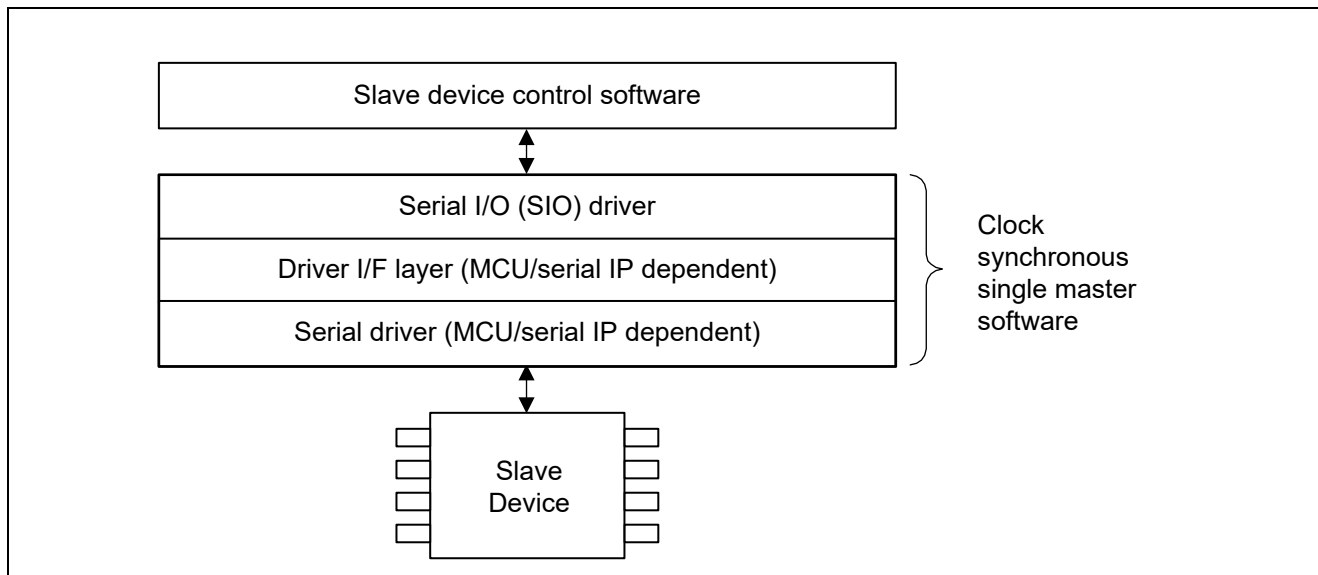 Slave device control software
Serial I/O (SIO) driver
Driver I/F layer (MCU/serial IP dependent)
Serial driver (MCU/serial IP dependent)
Clock
synchronous
single master
software
Slave
Device